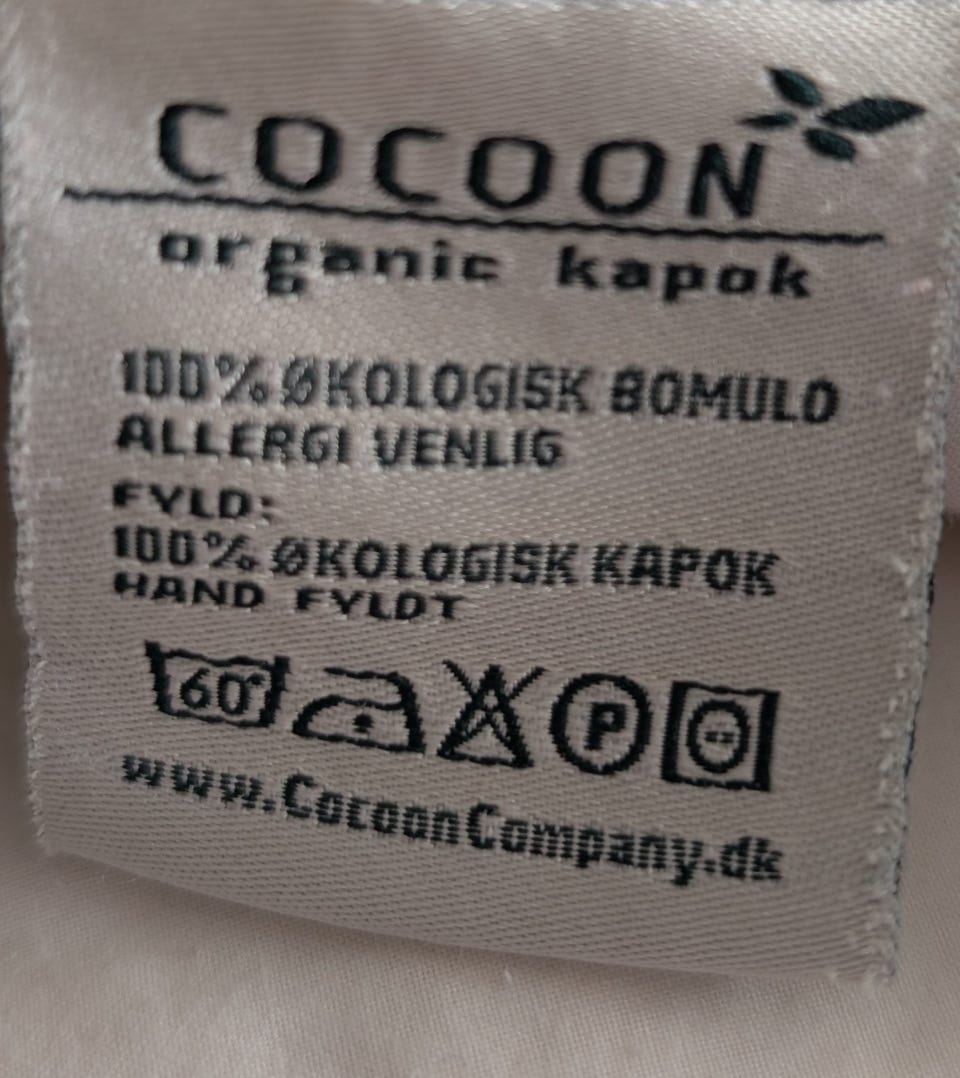 COCOON
organic kapok
100% ØKOLOGISK BOMULD
ALLERGI VENLIG
FYLD:
100% ØKOLOGISK KAPOK
HAND FYLDT
60° P
www.CocoonCompany.dk